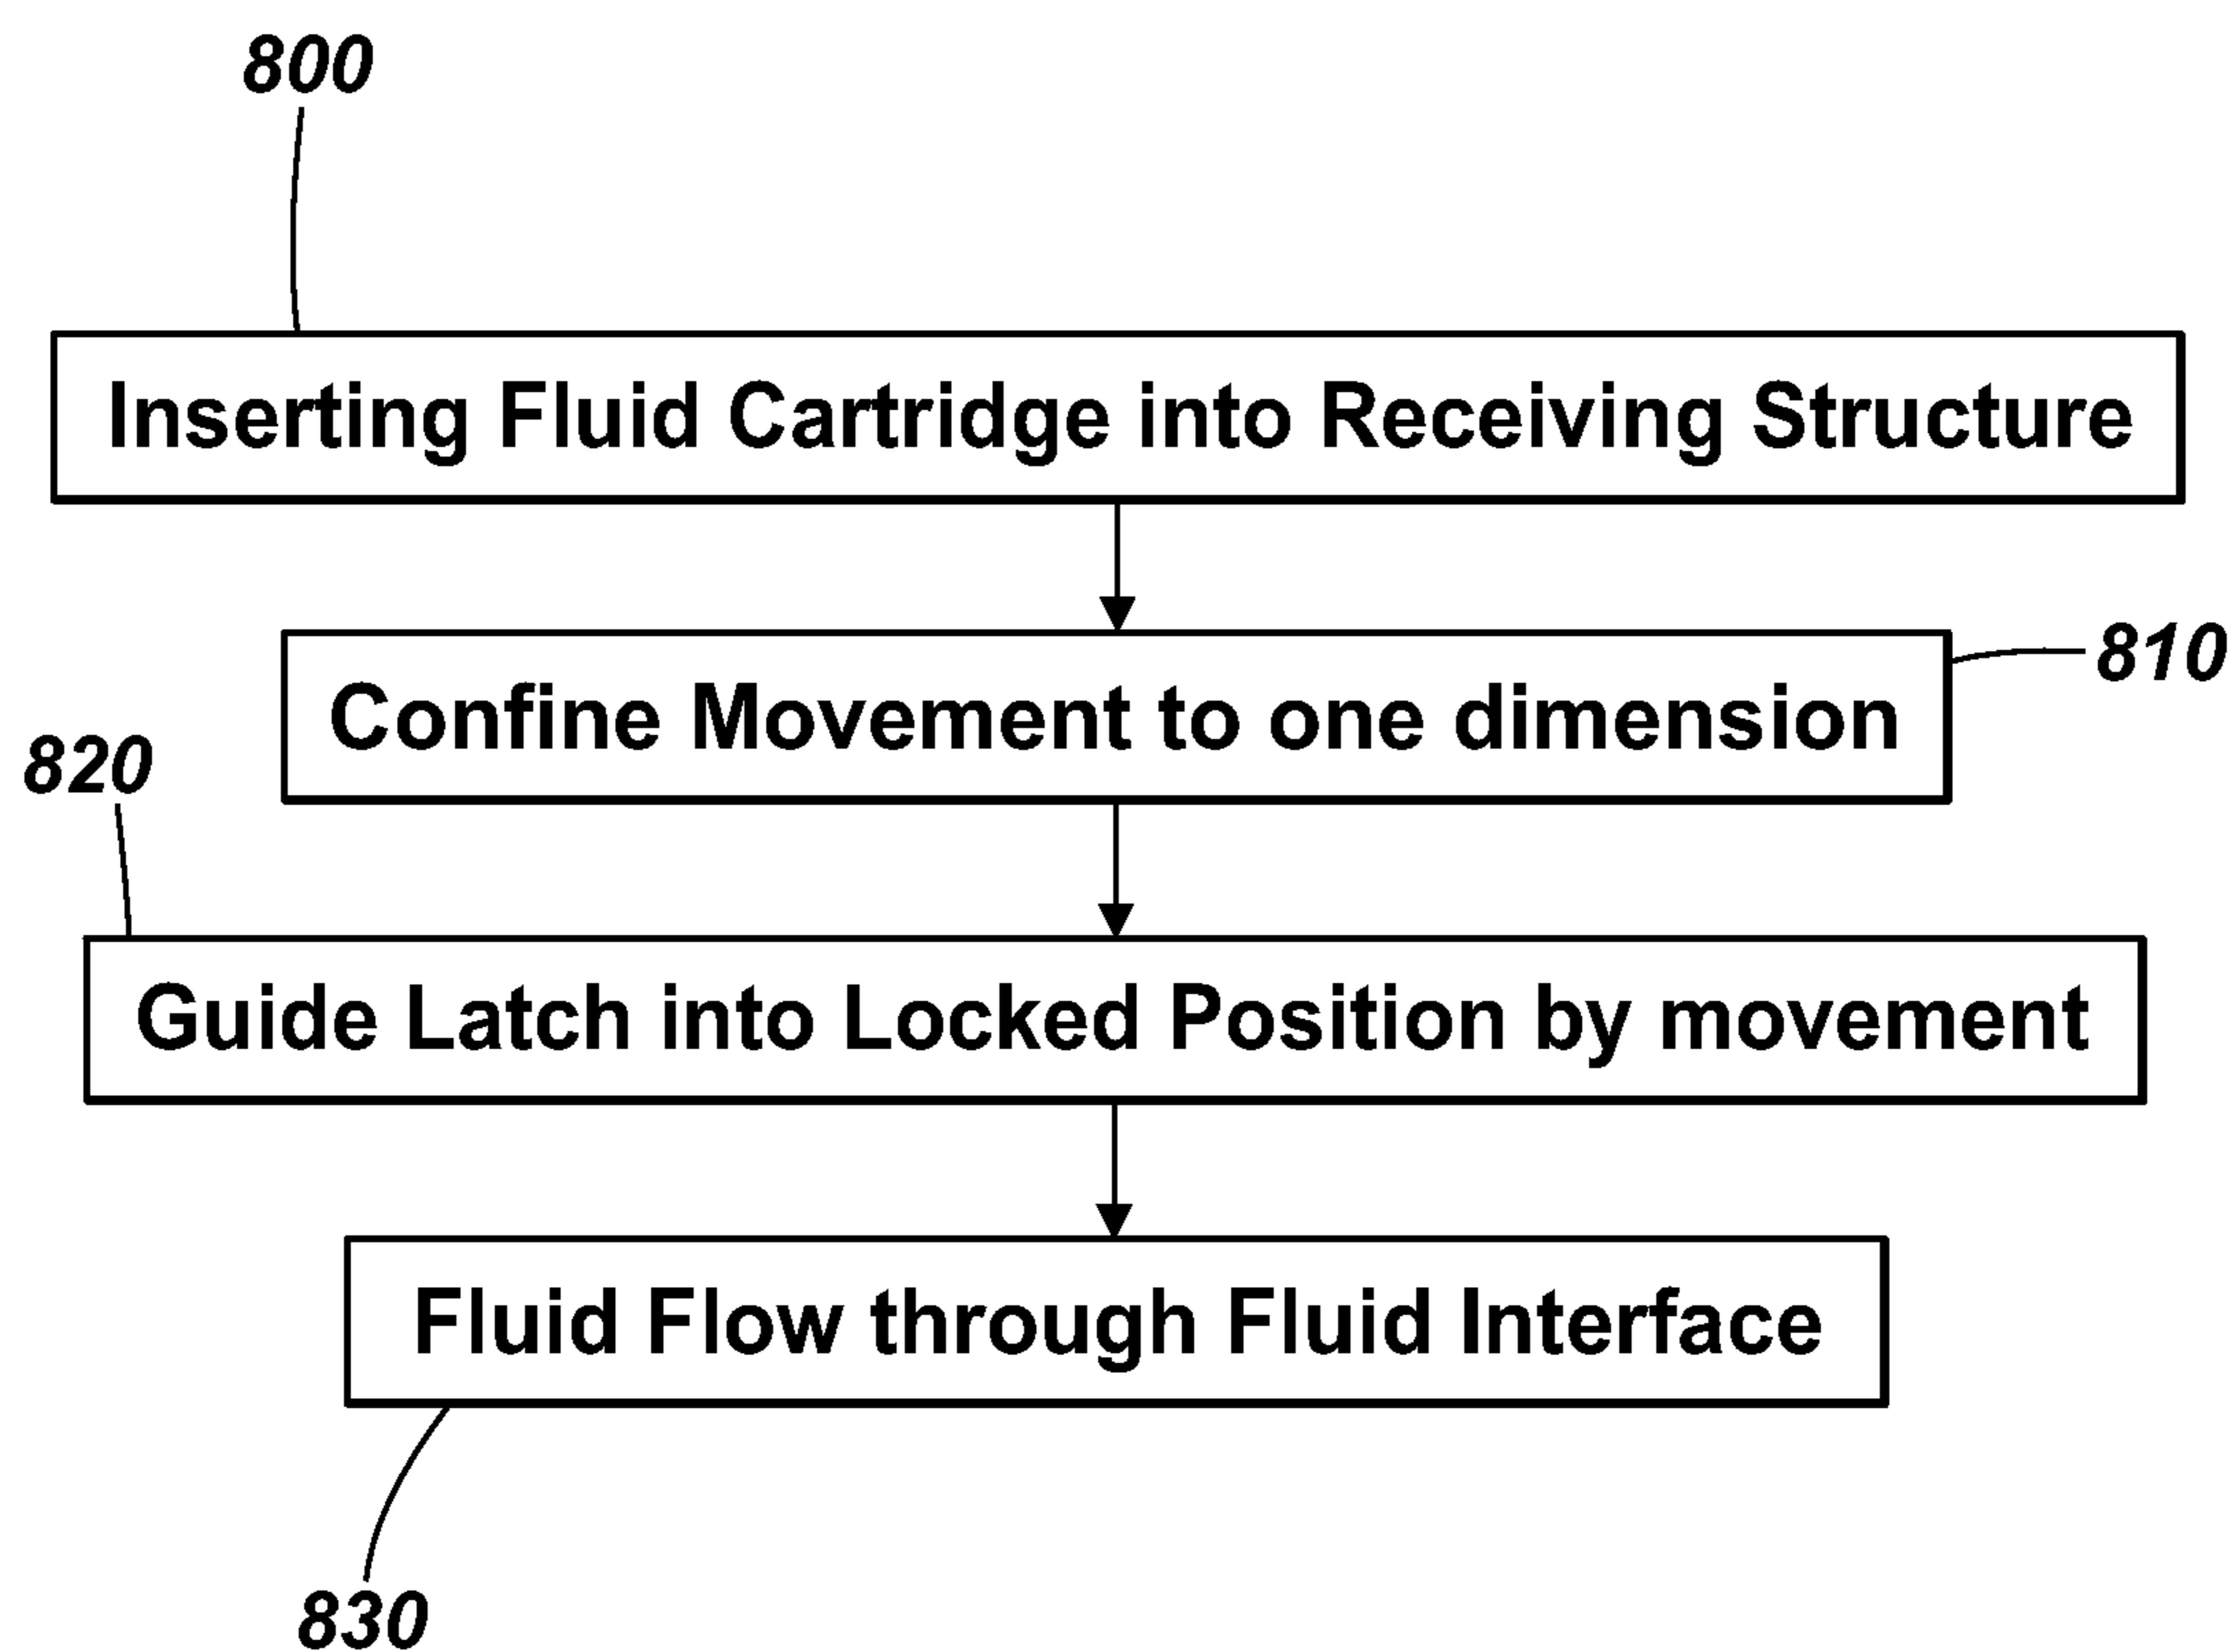 800
Inserting Fluid Cartridge into Receiving Structure
810
Confine Movement to one dimension
820
Guide Latch into Locked Position by movement
Fluid Flow through Fluid Interface
830